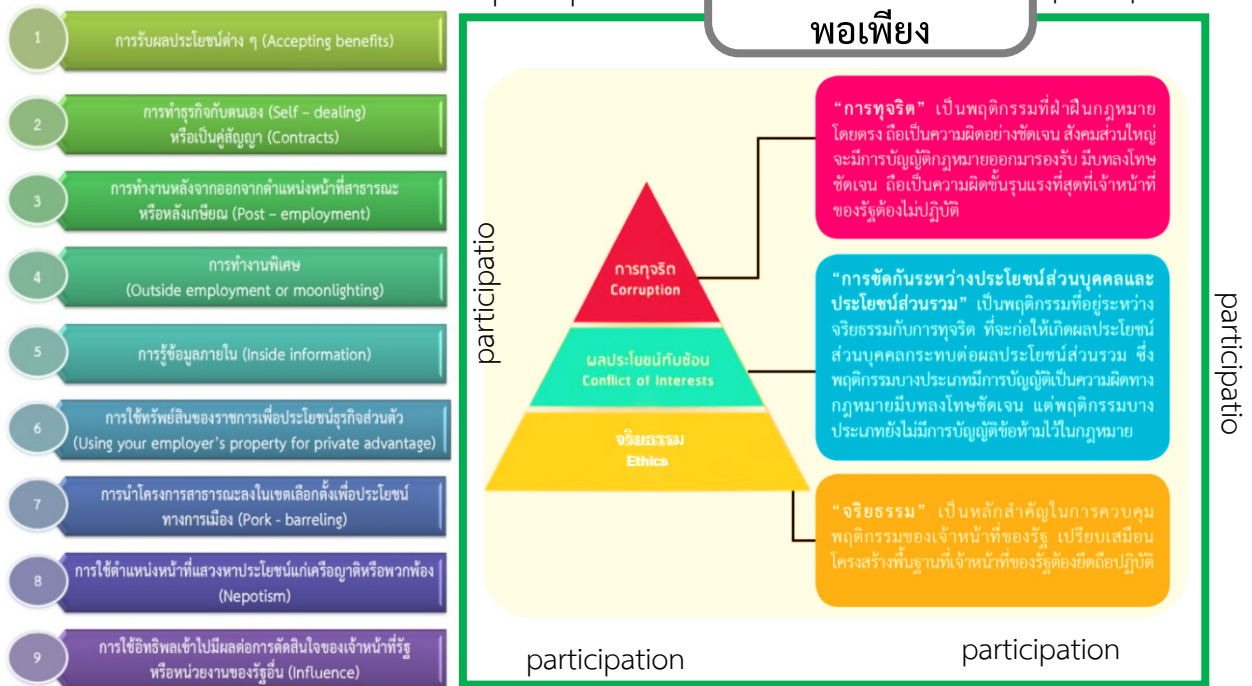 1
การรับผลประโยชน์ต่าง ๆ (Accepting benefits)
2
การทำธุรกิจกับตนเอง (Self – dealing)
หรือเป็นคู่สัญญา (Contracts)
3
การทำงานหลังจากออกจากตำแหน่งหน้าที่สาธารณะ
หรือหลังเกษียณ (Post – employment)
4
การทำงานพิเศษ
(Outside employment or moonlighting)
5
การรู้ข้อมูลภายใน (Inside information)
6
การใช้ทรัพย์สินของราชการเพื่อประโยชน์ธุรกิจส่วนตัว
(Using your employer's property for private advantage)
7
การนำโครงการสาธารณะลงในเขตเลือกตั้งเพื่อประโยชน์
ทางการเมือง (Pork - barreling)
8
การใช้ตำแหน่งหน้าที่แสวงหาประโยชน์แก่เครือญาติหรือพวกพ้อง
(Nepotism)
9
การใช้อิทธิพลเข้าไปมีผลต่อการตัดสินใจของเจ้าหน้าที่รัฐ
หรือหน่วยงานของรัฐอื่น (Influence)
พอเพียง
participatio
การทุจริต
Corruption
ผลประโยชน์ทับซ้อน
Conflict of Interests
จริยธรรม
Ethics
"การทุจริต" เป็นพฤติกรรมที่ฝ่าฝืนกฎหมาย
โดยตรง ถือเป็นความผิดอย่างชัดเจน สังคมส่วนใหญ่
จะมีการบัญญัติกฎหมายออกมารองรับ มีบทลงโทษ
ชัดเจน ถือเป็นความผิดขั้นรุนแรงที่สุดที่เจ้าหน้าที่
ของรัฐต้องไม่ปฏิบัติ
"การขัดกันระหว่างประโยชน์ส่วนบุคคลและ
ประโยชน์ส่วนรวม" เป็นพฤติกรรมที่อยู่ระหว่าง
จริยธรรมกับการทุจริต ที่จะก่อให้เกิดผลประโยชน์
ส่วนบุคคลกระทบต่อผลประโยชน์ส่วนรวม ซึ่ง
พฤติกรรมบางประเภทมีการบัญญัติเป็นความผิดทาง
กฎหมายมีบทลงโทษชัดเจน แต่พฤติกรรมบาง
ประเภทยังไม่มีการบัญญัติข้อห้ามไว้ในกฎหมาย
"จริยธรรม" เป็นหลักสำคัญในการควบคุม
พฤติกรรมของเจ้าหน้าที่ของรัฐ เปรียบเสมือน
โครงสร้างพื้นฐานที่เจ้าหน้าที่ของรัฐต้องยึดถือปฏิบัติ
participatio
participation
participation